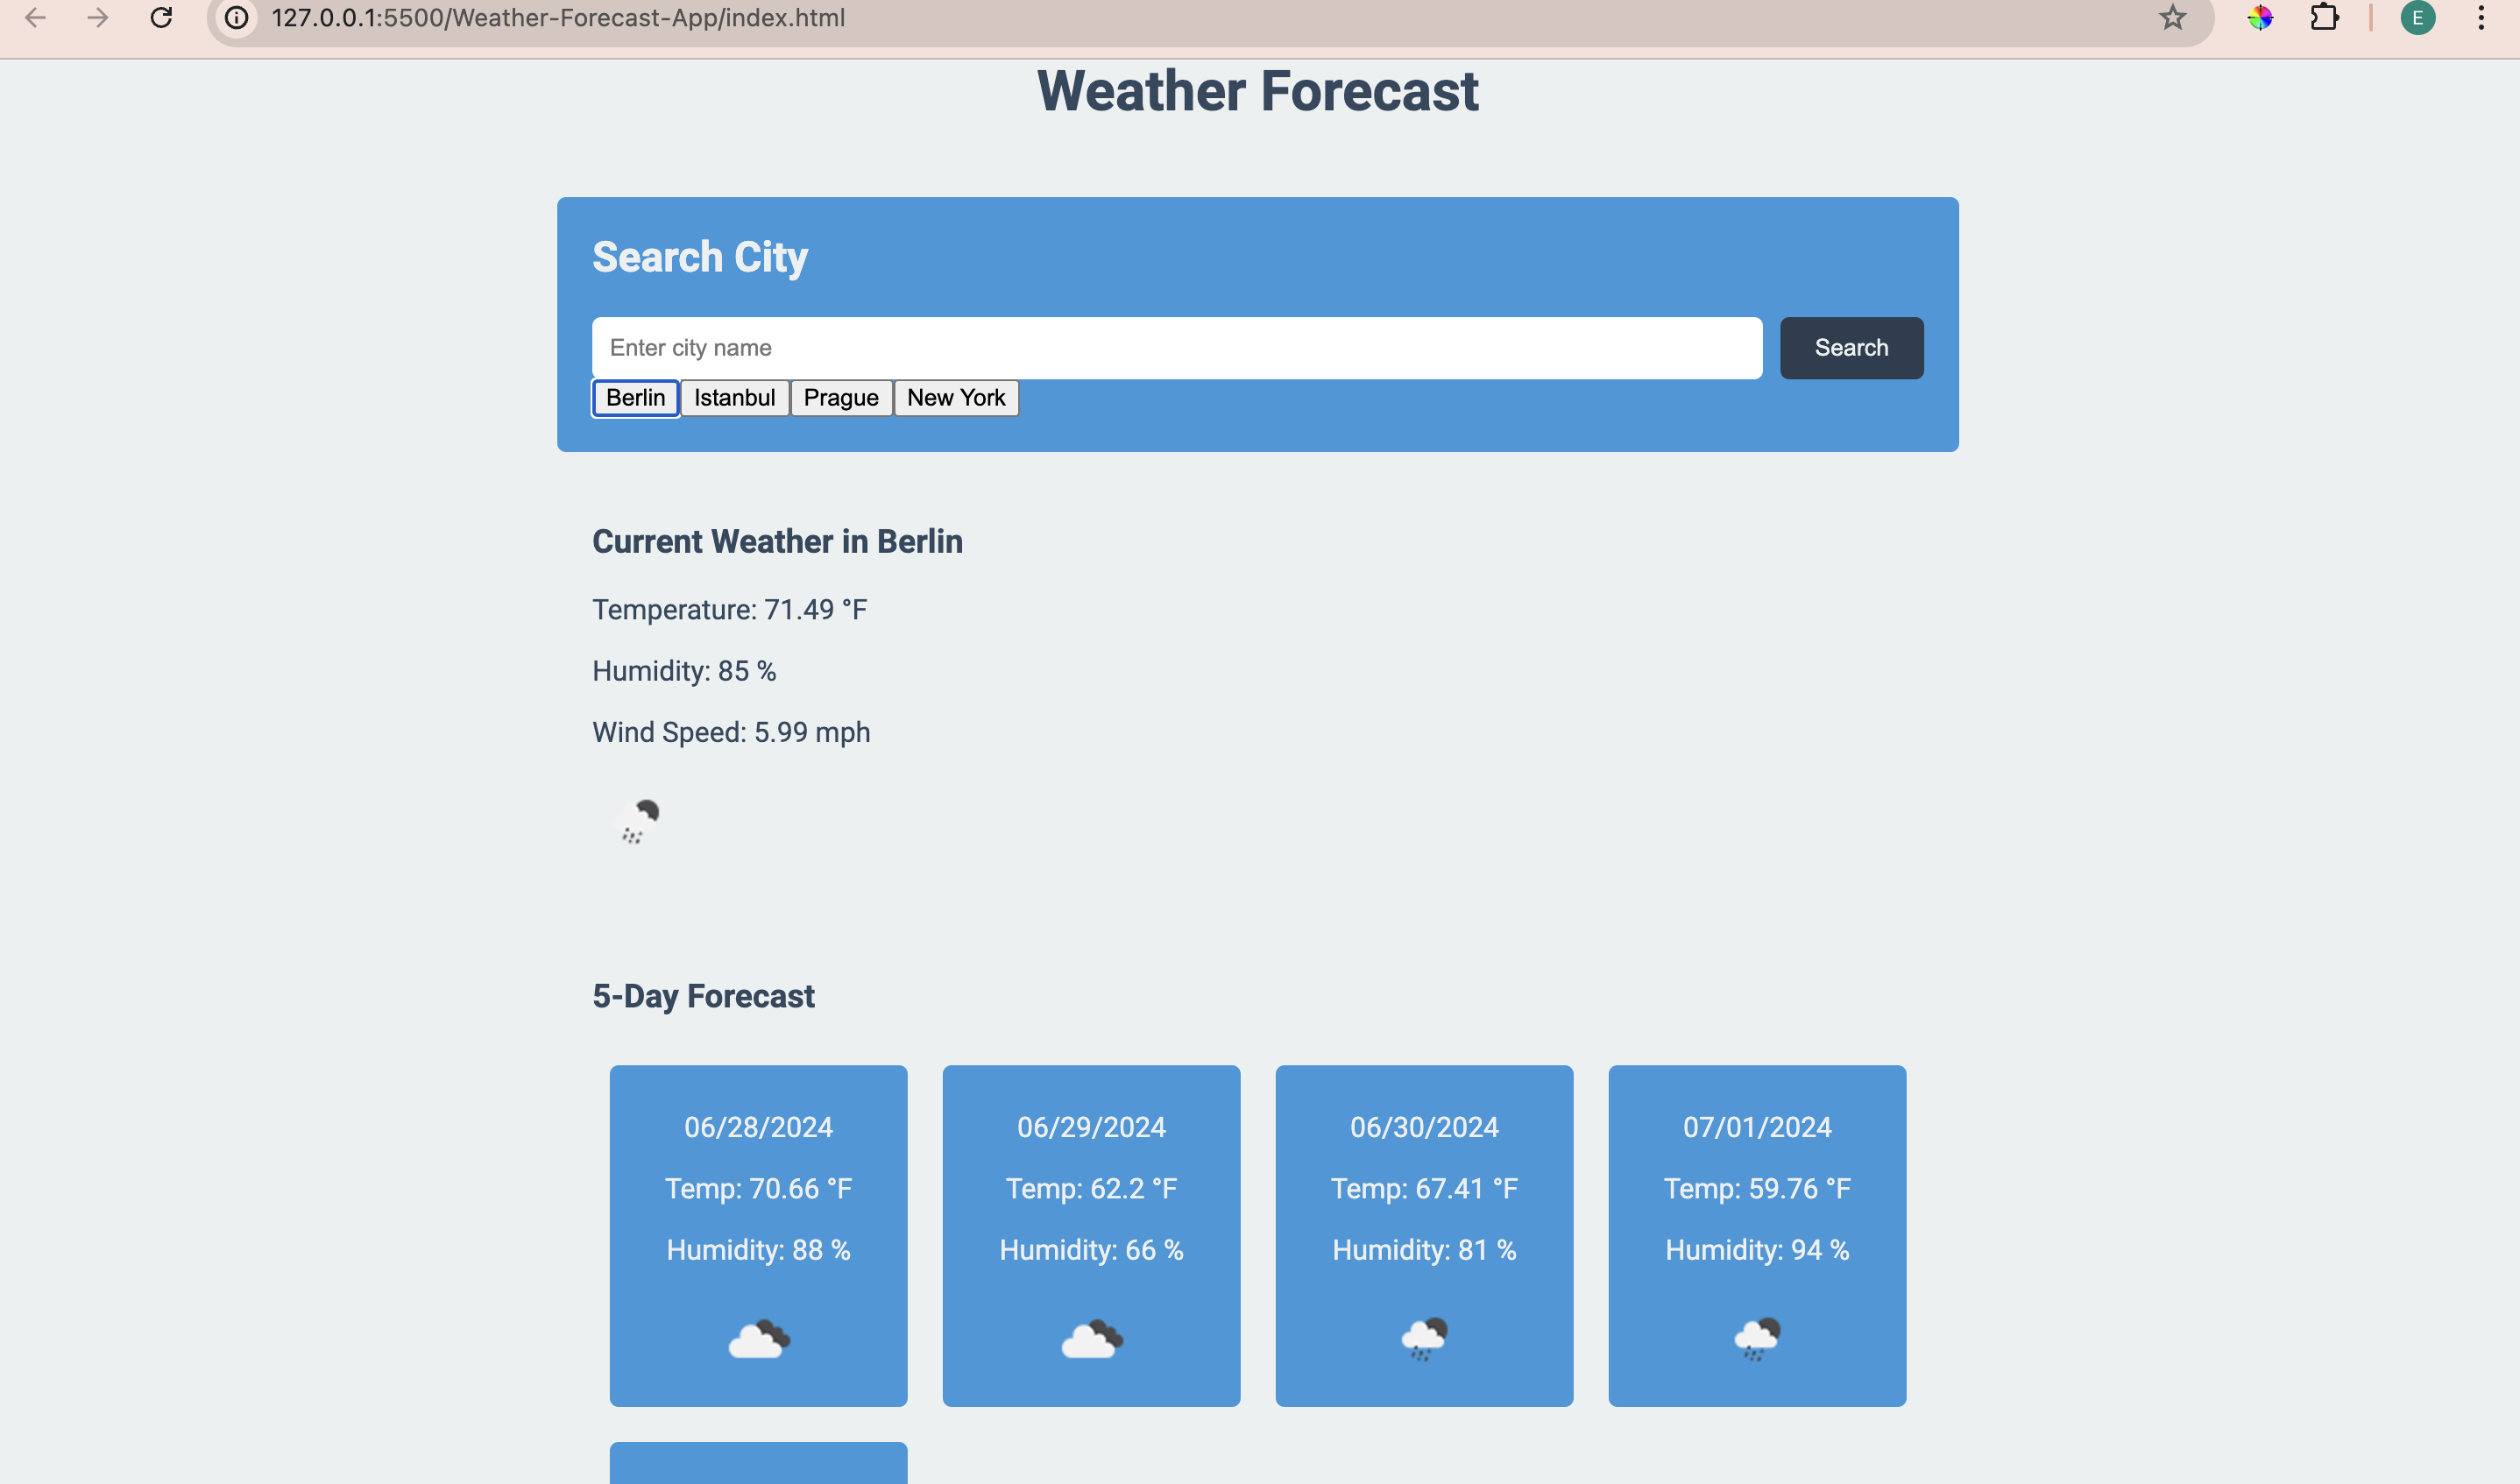 127.0.0.1:5500/Weather-Forecast-App/index.html
E
Weather Forecast
Search City
Enter city name
Search
Berlin Istanbul Prague New York
Current Weather in Berlin
Temperature: 71.49 °F
Humidity: 85 %
Wind Speed: 5.99 mph
5-Day Forecast
06/28/2024 06/29/2024 06/30/2024 07/01/2024
Temp: 70.66 °F Temp: 62.2 °F Temp: 67.41 °F Temp: 59.76 °F
Humidity: 88 % Humidity: 66 % Humidity: 81 % Humidity: 94 %